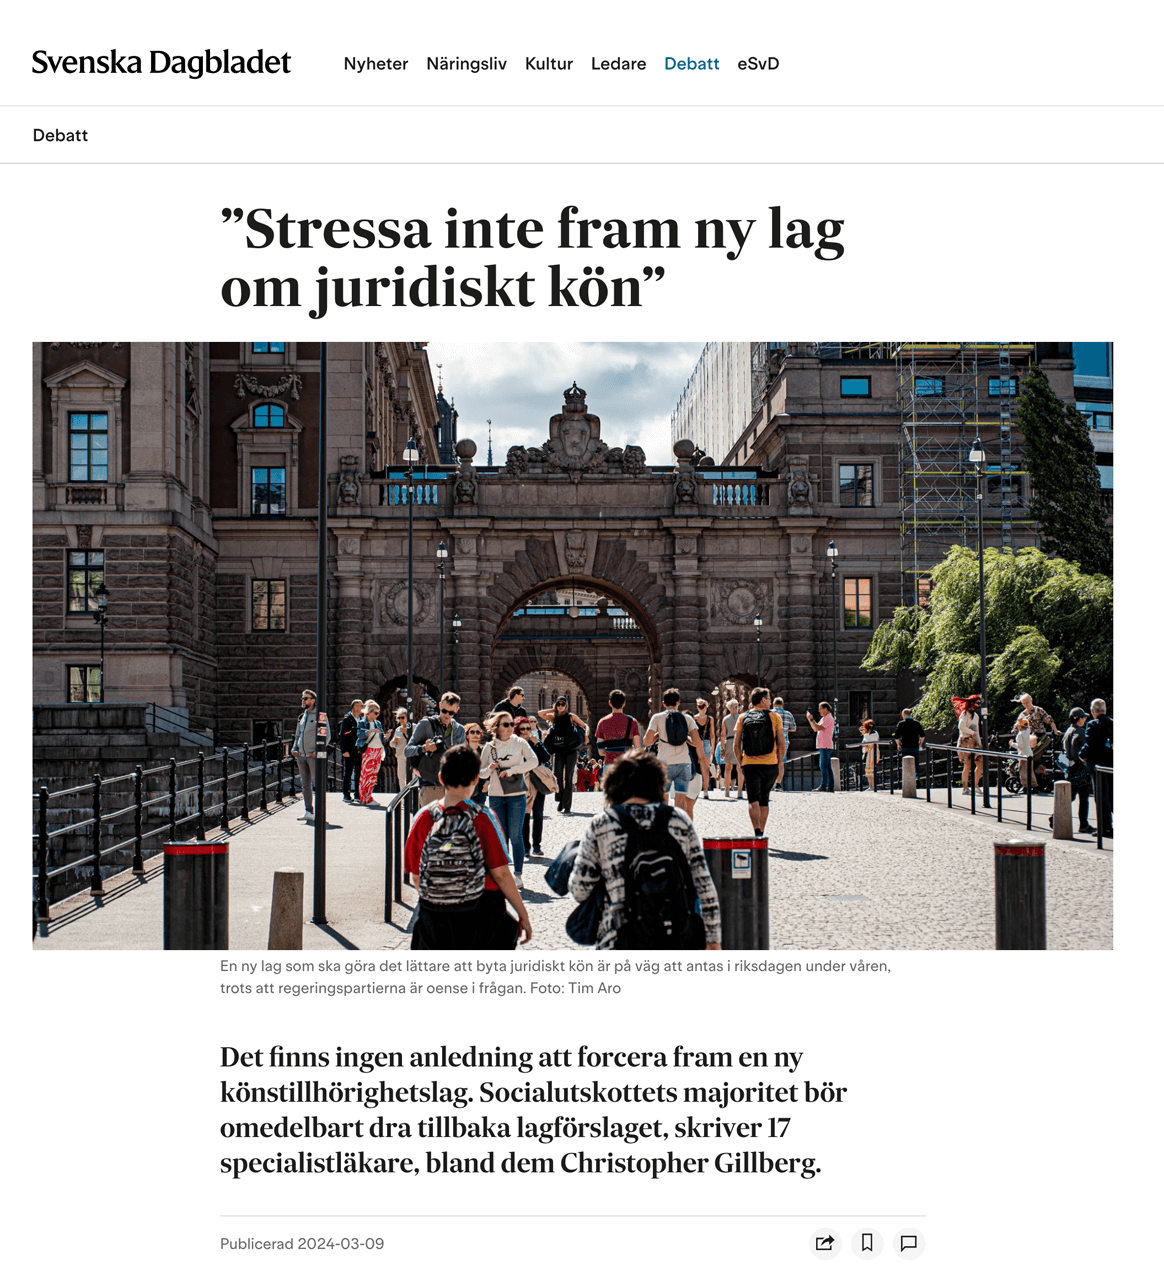 Svenska Dagbladet
Nyheter Näringsliv Kultur Ledare Debatt eSvD
Debatt
”Stressa inte fram ny lag
om juridiskt kön”
En ny lag som ska göra det lättare att byta juridiskt kön är på väg att antas i riksdagen under våren,
trots att regeringspartierna är oense i frågan. Foto: Tim Aro
Det finns ingen anledning att forcera fram en ny
könstillhörighetslag. Socialutskottets majoritet bör
omedelbart dra tillbaka lagförslaget, skriver 17
specialistläkare, bland dem Christopher Gillberg.
Publicerad 2024-03-09